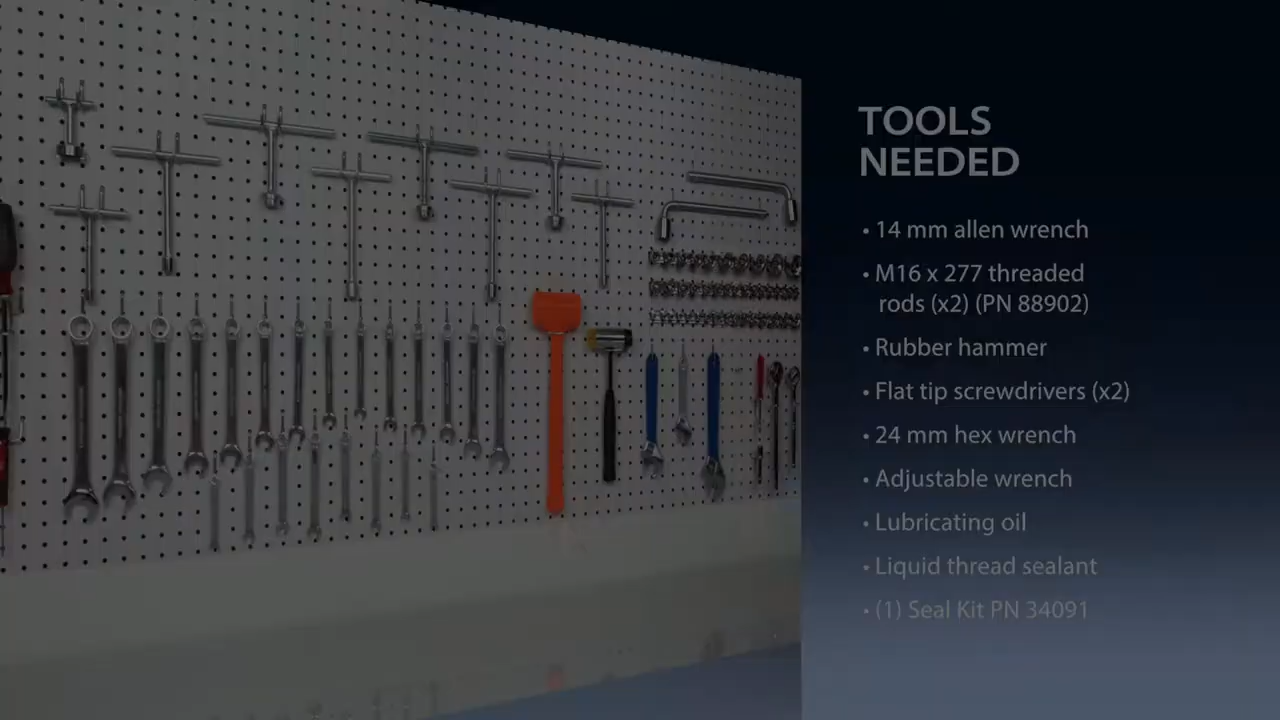 TOOLS
NEEDED
• 14 mm allen wrench
• M16 x 277 threaded
rods (x2) (PN 88902)
• Rubber hammer
• Flat tip screwdrivers (x2)
• 24 mm hex wrench
• Adjustable wrench
• Lubricating oil
• Liquid thread sealant
• (1) Seal Kit PN 34091